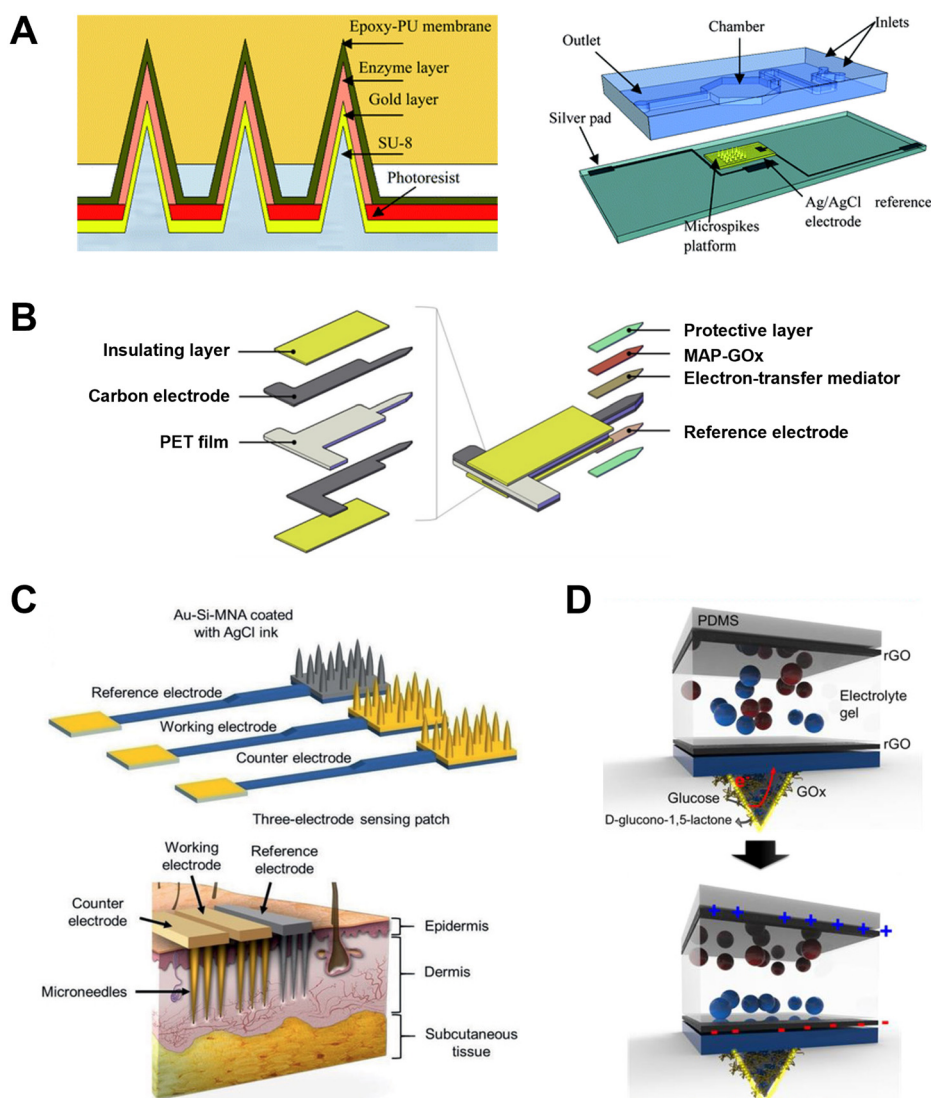 A
Epoxy-PU membrane
Enzyme layer
Gold layer
SU-8
Photoresist
Outlet
Chamber
Inlets
Silver pad
Microspikes
platform
Ag/AgCl reference
electrode
B
Insulating layer
Carbon electrode
PET film
Protective layer
MAP-GOx
Electron-transfer mediator
Reference electrode
C
Au-Si-MNA coated
with AgCl ink
Reference electrode
Working electrode
Counter electrode
Three-electrode sensing patch
Working
electrode
Reference
electrode
Counter
electrode
Microneedles
Epidermis
Dermis
Subcutaneous
tissue
D
PDMS
rGO
Electrolyte
gel
rGO
e
Glucose
GOx
D-glucono-1,5-lactone
+ + + + + + +
- - - - - - -